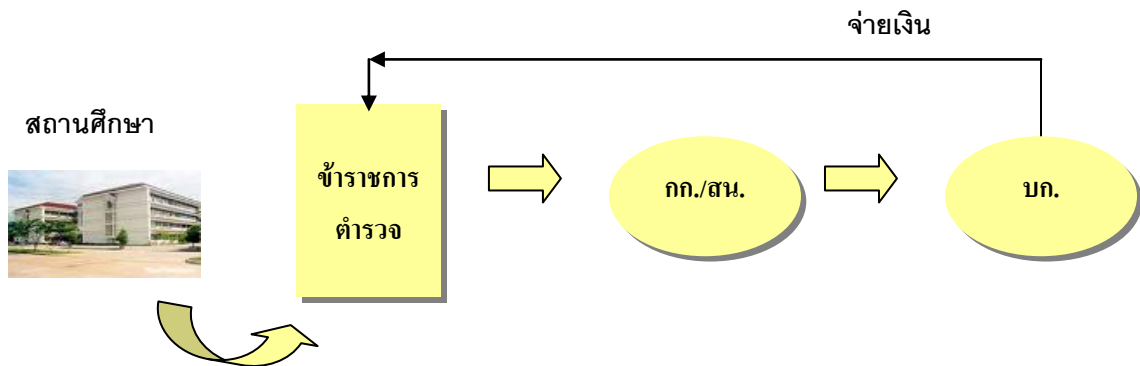 จ่ายเงิน
สถานศึกษา
ข้าราชการ
ตำรวจ
กก./สน.
บก.